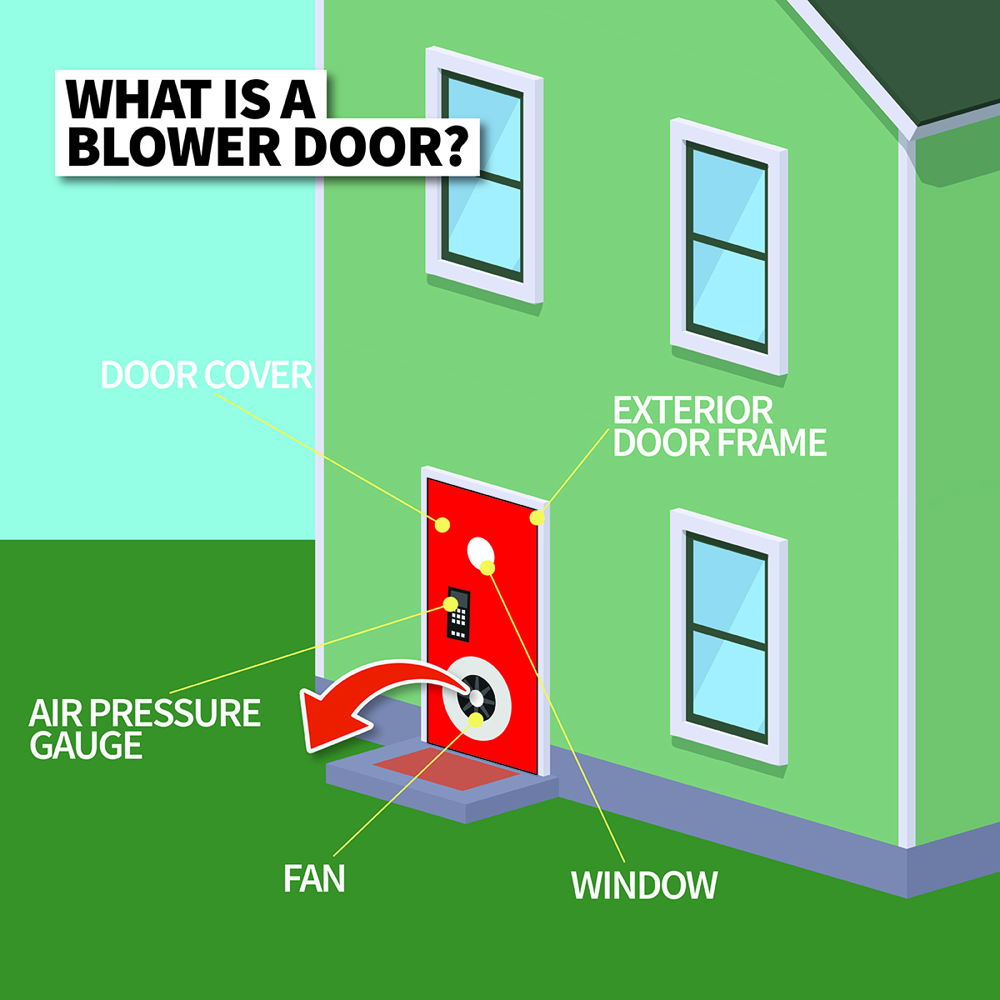 WHAT IS A
BLOWER DOOR?
DOOR COVER
EXTERIOR
DOOR FRAME
AIR PRESSURE
GAUGE
FAN
WINDOW